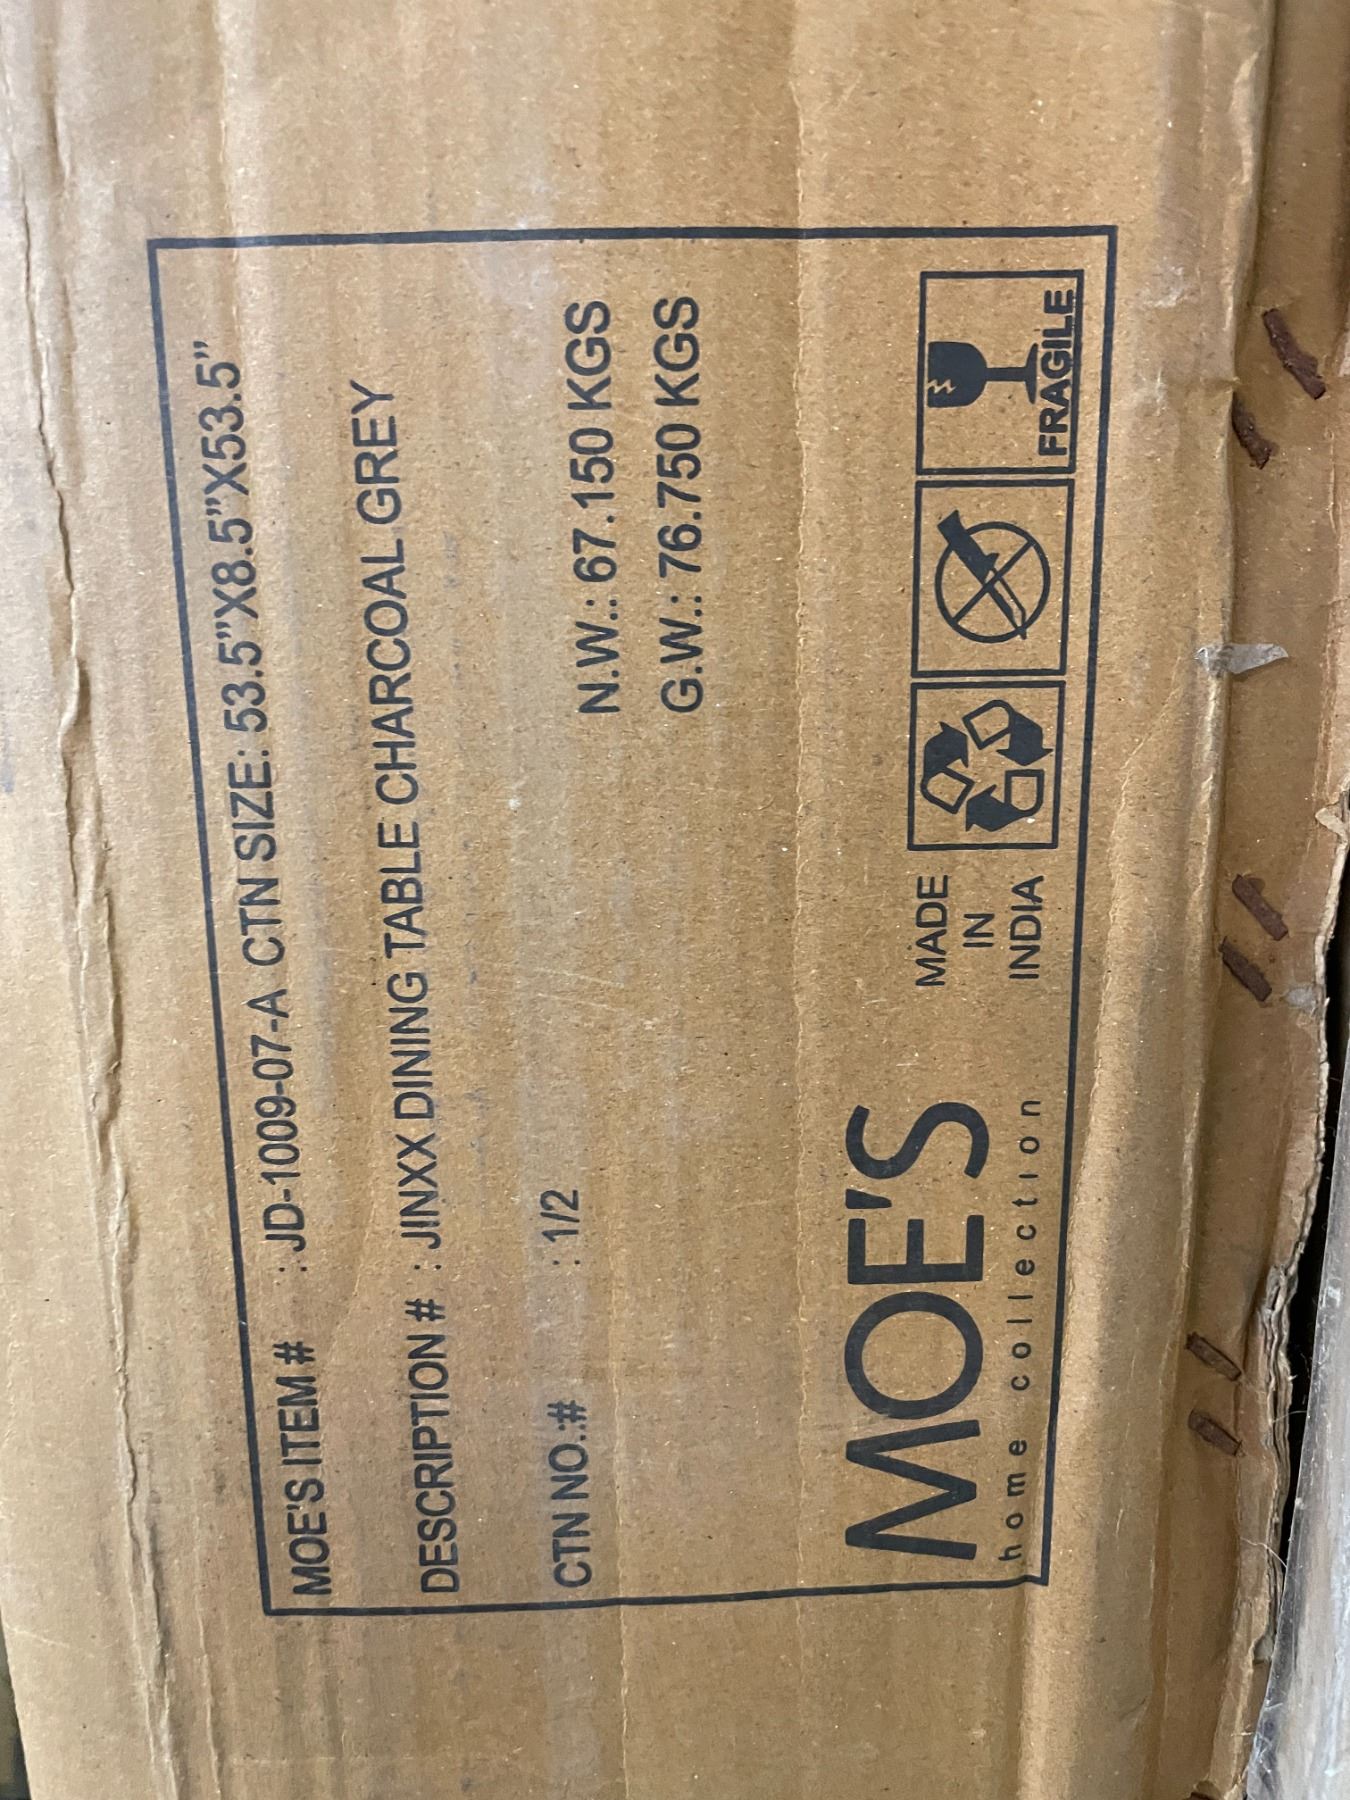 MOE'S ITEM # : JD-1009-07-A CTN SIZE: 53.5"X8.5"X53.5"
DESCRIPTION # : JINXX DINING TABLE CHARCOAL GREY
CTN NO.:# : 1/2
N.W.: 67.150 KGS
G.W.: 76.750 KGS
MOE'S
home collection
MADE
IN
INDIA
FRAGILE